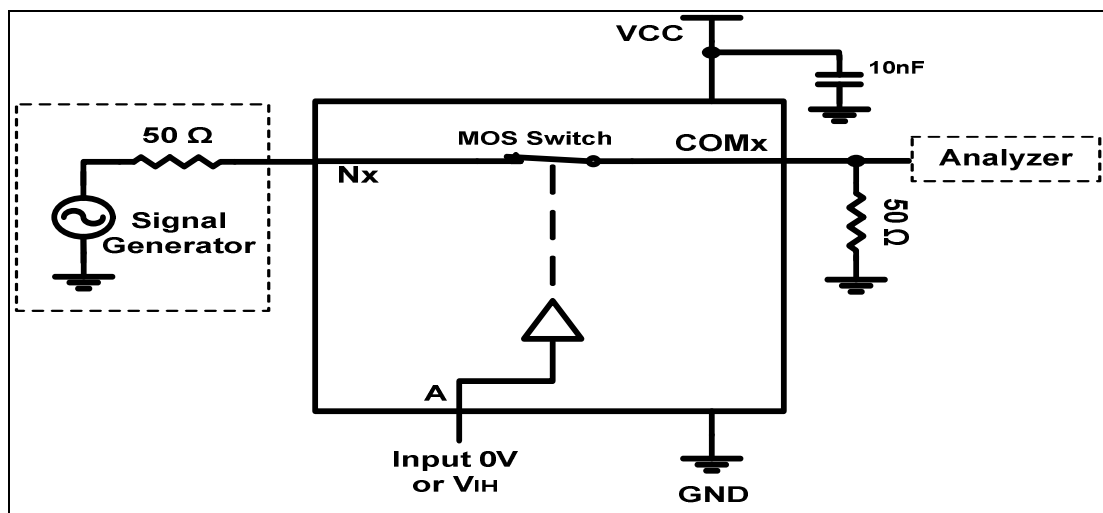 VCC
10nF
50 Ω
MOS Switch
COMx
Nx
Analyzer
Signal
Generator
50 Ω
A
Input 0V
or VIH
GND